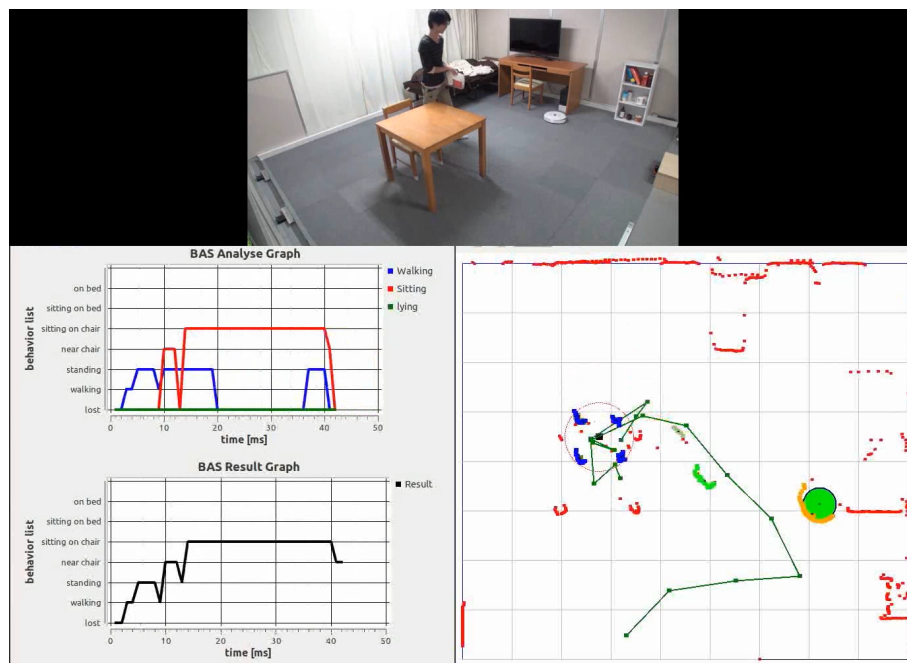 BAS Analyse Graph
Walking
Sitting
lying
behavior list
on bed
sitting on bed
sitting on chair
near chair
standing
walking
lost
0 10 20 30 40 50
time [ms]
BAS Result Graph
Result
behavior list
on bed
sitting on bed
sitting on chair
near chair
standing
walking
lost
0 10 20 30 40 50
time [ms]